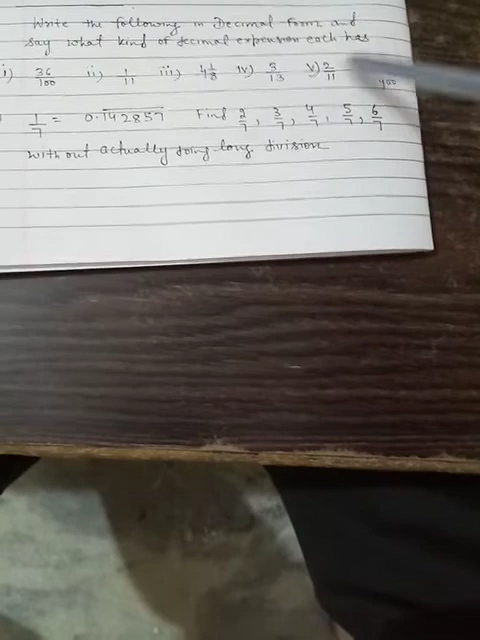 Write the following in Decimal form and
say what kind of decimal expension each has
i) 36/100 ii) 1/11 iii) 4 1/8 iv) 3/13 v) 2/11 400
1/7 = 0.142857 Find 2/7, 3/7, 4/7, 5/7, 6/7
without actually doing long division